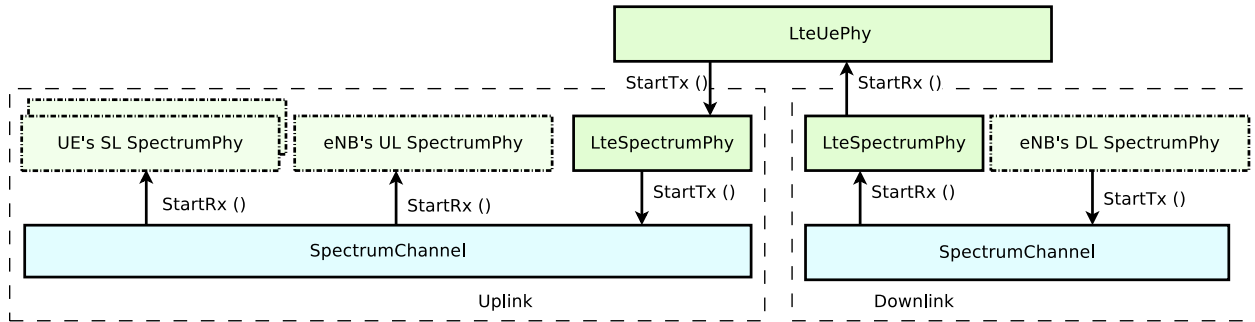 LteUePhy
StartTx ()
StartRx ()
UE's SL SpectrumPhy
eNB's UL SpectrumPhy
LteSpectrumPhy
LteSpectrumPhy
eNB's DL SpectrumPhy
StartRx ()
StartRx ()
StartTx ()
StartRx ()
StartTx ()
SpectrumChannel
SpectrumChannel
Uplink
Downlink